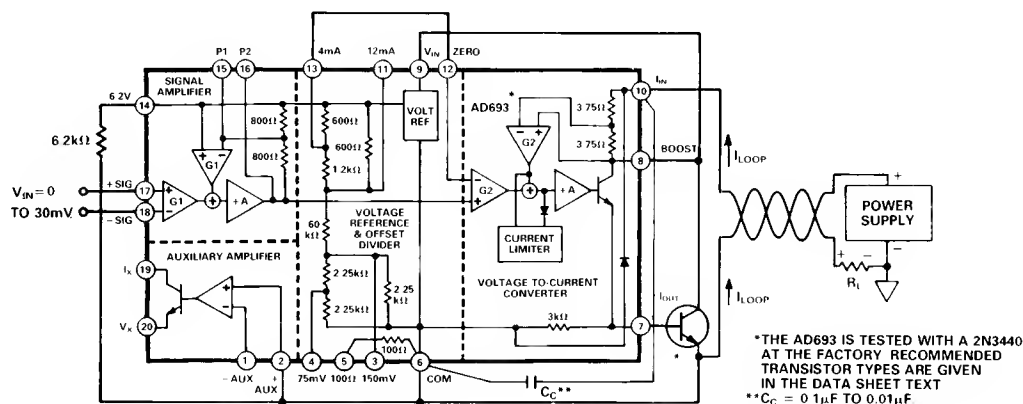 4mA 12mA VIN ZERO
P1 P2
15 16 13 11 9 12
SIGNAL AMPLIFIER
6.2V
14
6.2kΩ
800Ω
800Ω
600Ω
600Ω
1.2kΩ
VOLT REF
AD693*
3 75Ω
3.75Ω
IIN
10
8
BOOST
ILOOP
VSIN = 0
TO 30mV
+ SIG
17
− SIG
18
G1
G1
+A
60 kΩ
VOLTAGE REFERENCE & OFFSET DIVIDER
2 25kΩ
2.25kΩ
2 25 kΩ
G2
G2
+A
CURRENT LIMITER
VOLTAGE TO-CURRENT CONVERTER
POWER SUPPLY
RL
AUXILIARY AMPLIFIER
IX
19
VX
20
3kΩ
IOUT
7
ILOOP
100Ω
1 2 4 5 3 6
− AUX
+ AUX
75mV 100Ω 150mV COM
CC**
*
*THE AD693 IS TESTED WITH A 2N3440
AT THE FACTORY RECOMMENDED
TRANSISTOR TYPES ARE GIVEN
IN THE DATA SHEET TEXT
**CC = 0 1μF TO 0.01μF.